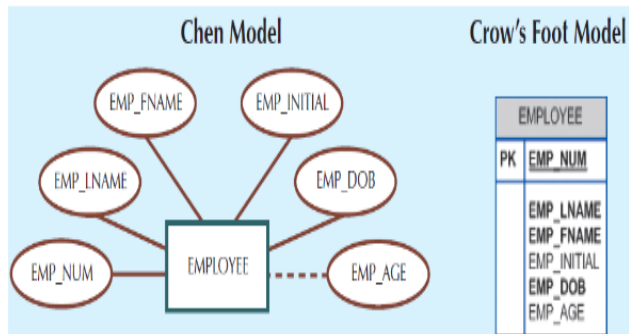 Chen Model
Crow's Foot Model
EMP_FNAME
EMP_INITIAL
EMP_LNAME
EMP_DOB
EMP_NUM
EMPLOYEE
EMP_AGE
EMPLOYEE
PK EMP_NUM
EMP_LNAME
EMP_FNAME
EMP_INITIAL
EMP_DOB
EMP_AGE